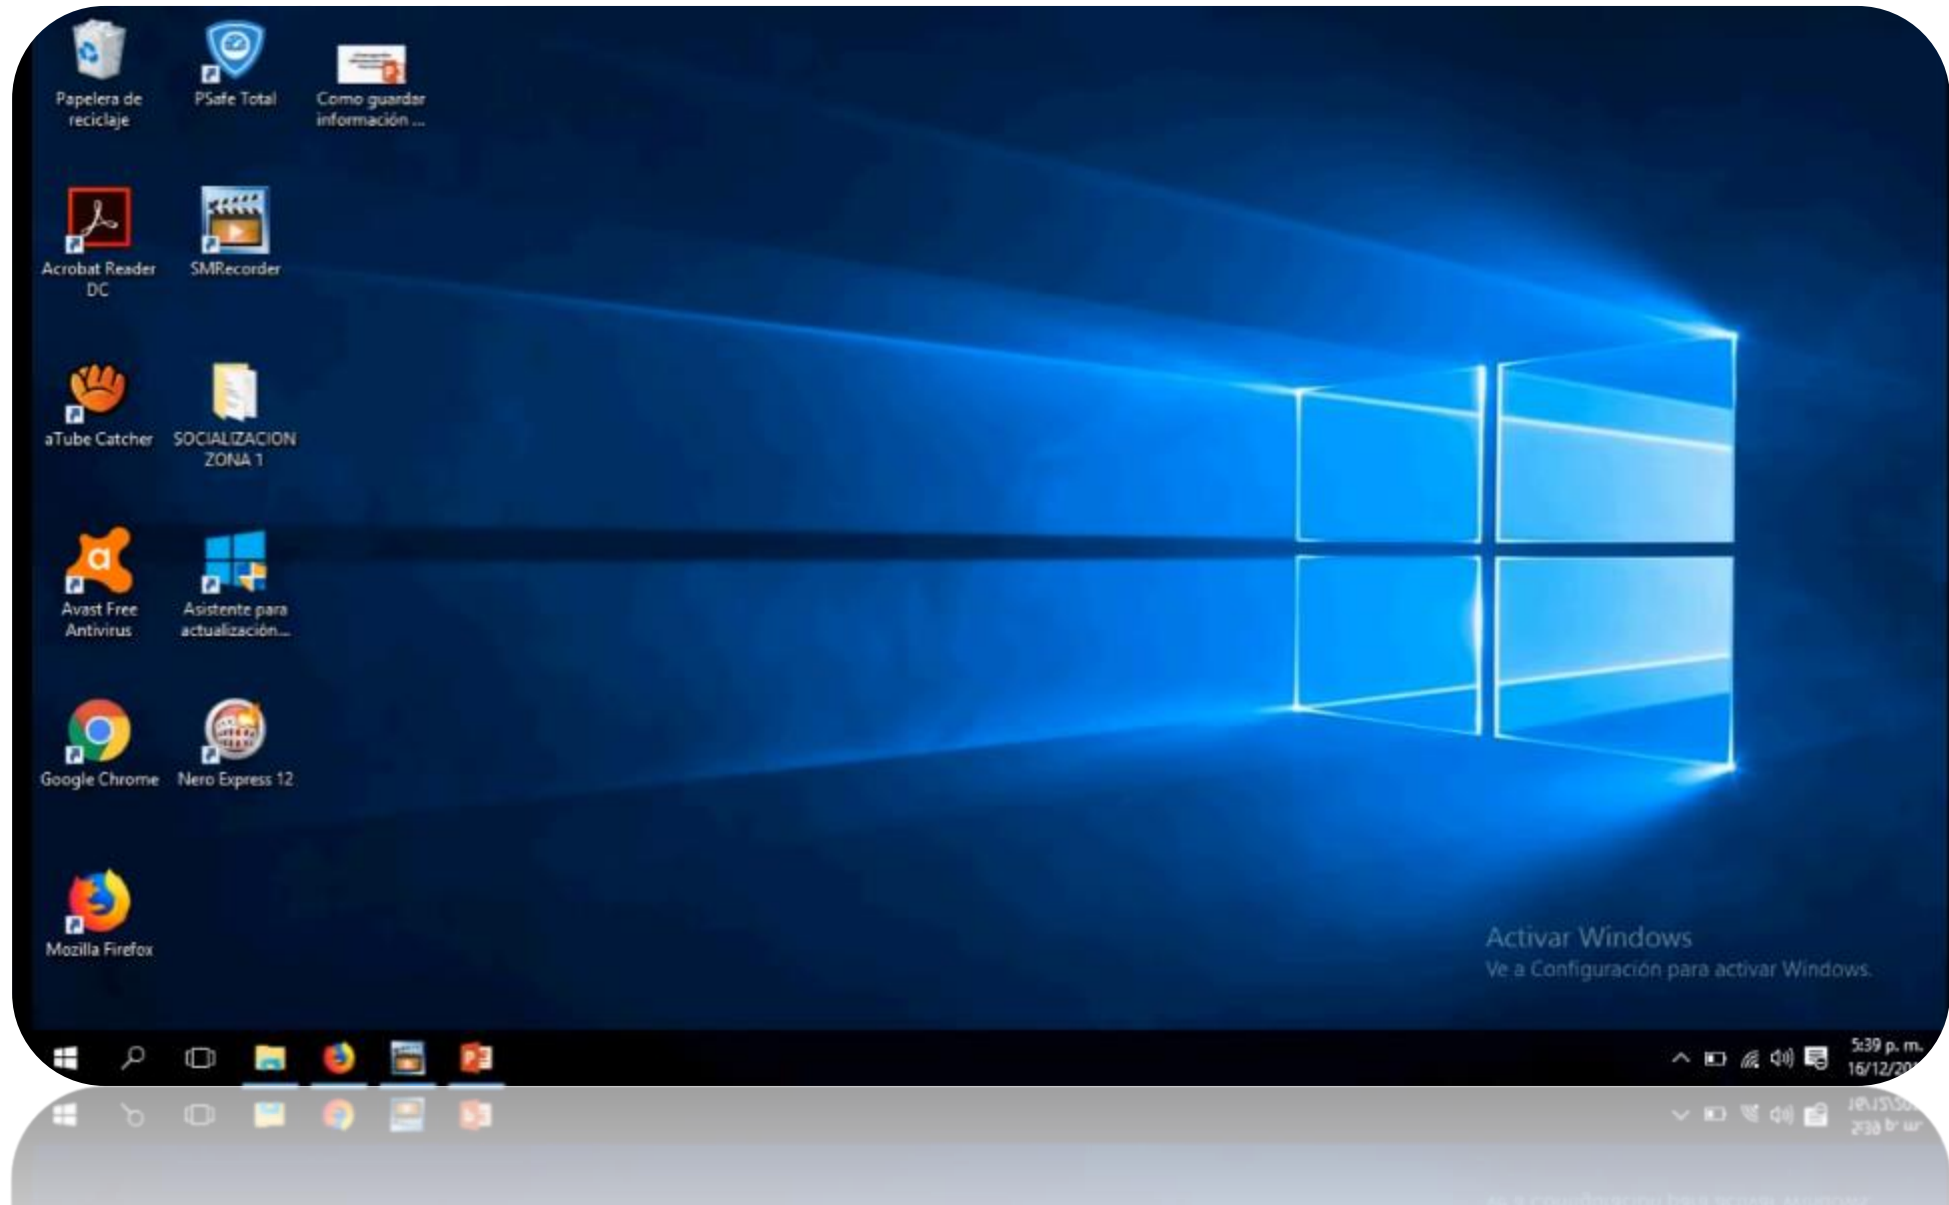 Papelera de
reciclaje
PSafe Total
Como guardar
información ...
Acrobat Reader
DC
SMRecorder
aTube Catcher
SOCIALIZACION
ZONA 1
Avast Free
Antivirus
Asistente para
actualización...
Google Chrome
Nero Express 12
Mozilla Firefox
Activar Windows
Ve a Configuración para activar Windows.
5:39 p. m.